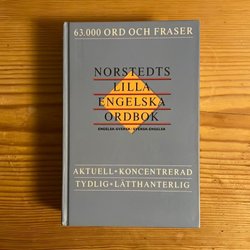 63.000 ORD OCH FRASER
NORSTEDTS
LILLA
ENGELSKA
ORDBOK
ENGELSK-SVENSK • SVENSK-ENGELSK
AKTUELL • KONCENTRERAD
TYDLIG • LÄTTHANTERLIG